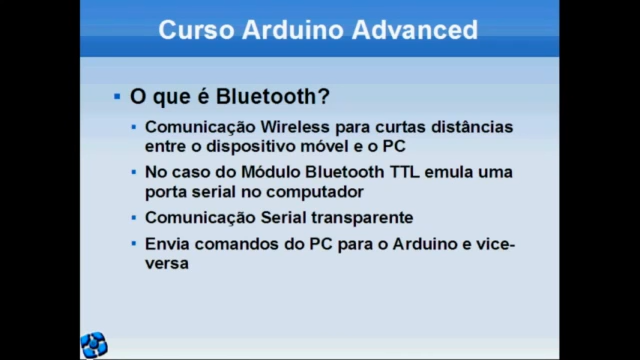 Curso Arduino Advanced
O que é Bluetooth?
Comunicação Wireless para curtas distâncias
entre o dispositivo móvel e o PC
No caso do Módulo Bluetooth TTL emula uma
porta serial no computador
Comunicação Serial transparente
Envia comandos do PC para o Arduino e vice-
versa